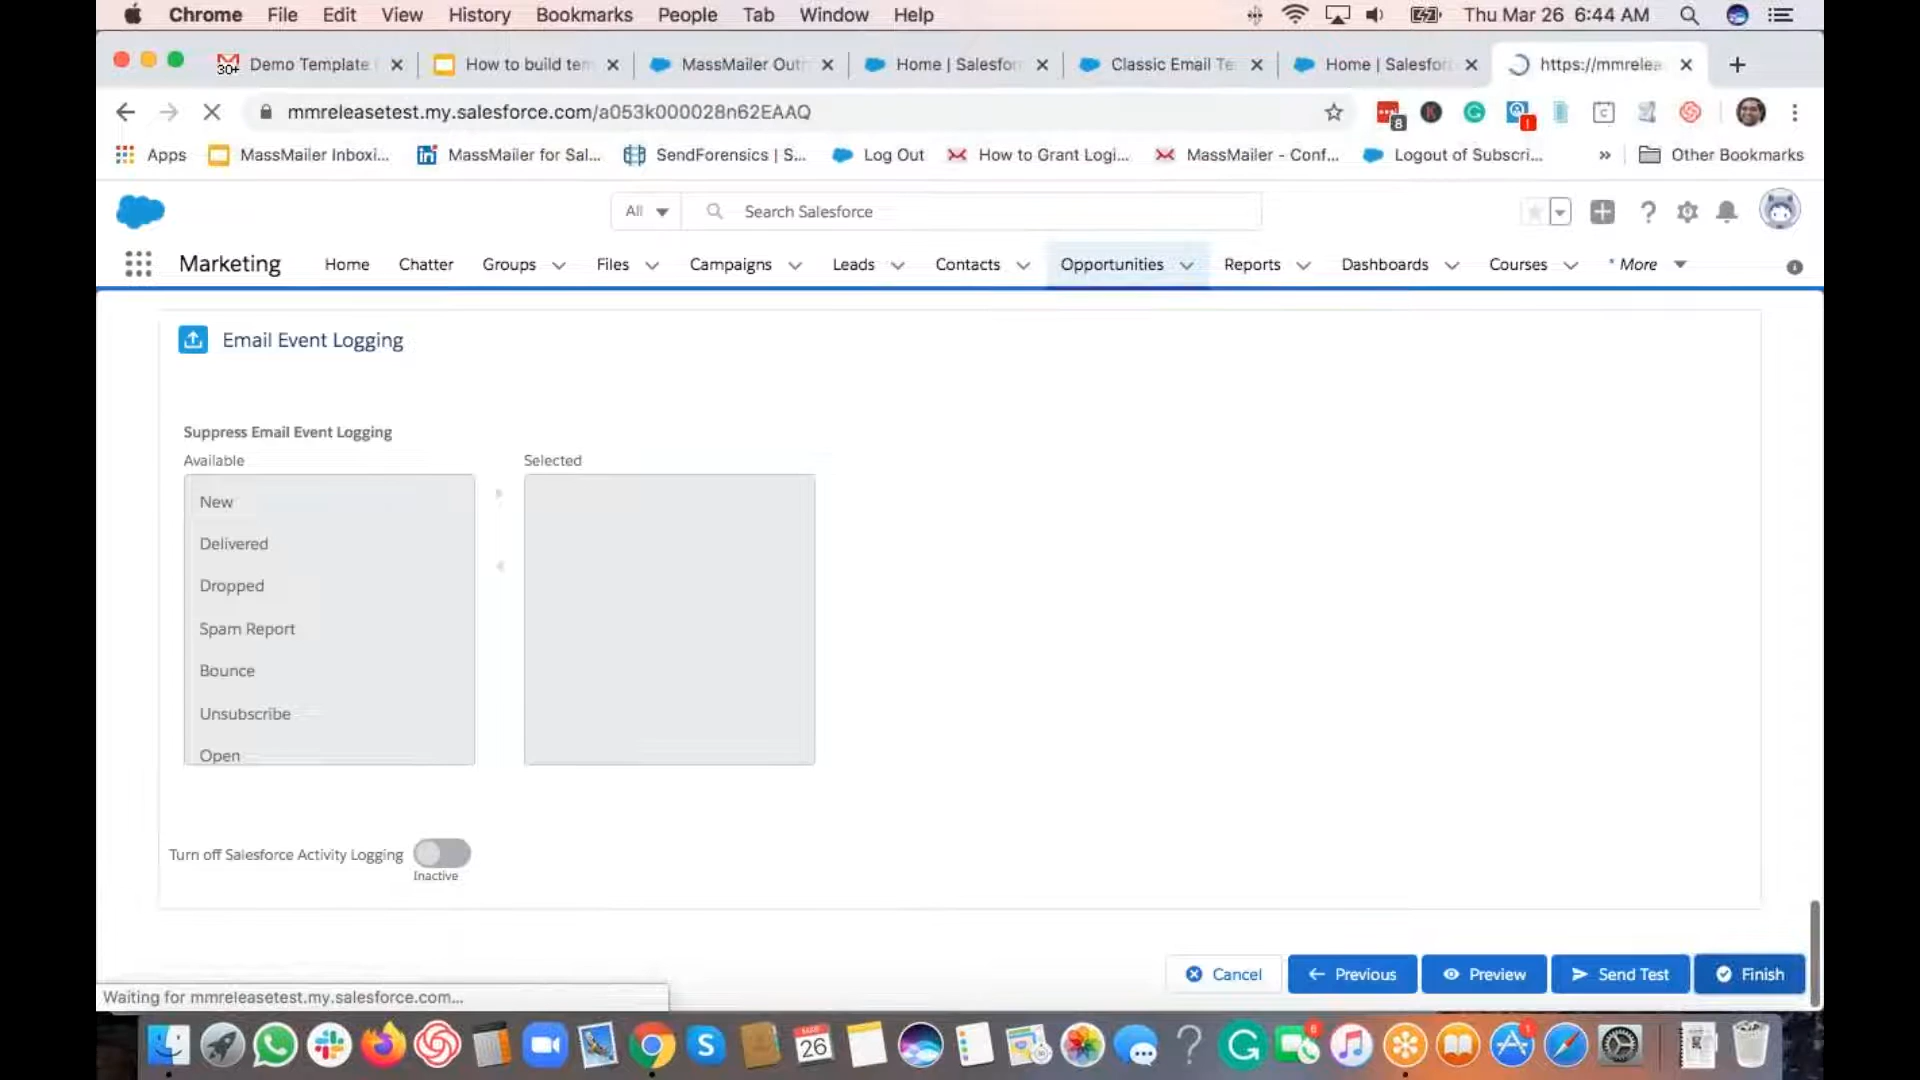 Chrome File Edit View History Bookmarks People Tab Window Help Thu Mar 26 6:44 AM
30+ Demo Template How to build tem MassMailer Out Home | Salesfor Classic Email Te Home | Salesfor https://mmrelea
mmreleasetest.my.salesforce.com/a053k000028n62EAAQ 8
Apps MassMailer Inboxi... MassMailer for Sal... SendForensics | S... Log Out How to Grant Logi... MassMailer - Conf... Logout of Subscri... » Other Bookmarks
All Search Salesforce
Marketing Home Chatter Groups Files Campaigns Leads Contacts Opportunities Reports Dashboards Courses * More
Email Event Logging
Suppress Email Event Logging
Available Selected
New
Delivered
Dropped
Spam Report
Bounce
Unsubscribe
Open
Turn off Salesforce Activity Logging
Inactive
Cancel Previous Preview Send Test Finish
Waiting for mmreleasetest.my.salesforce.com...
26